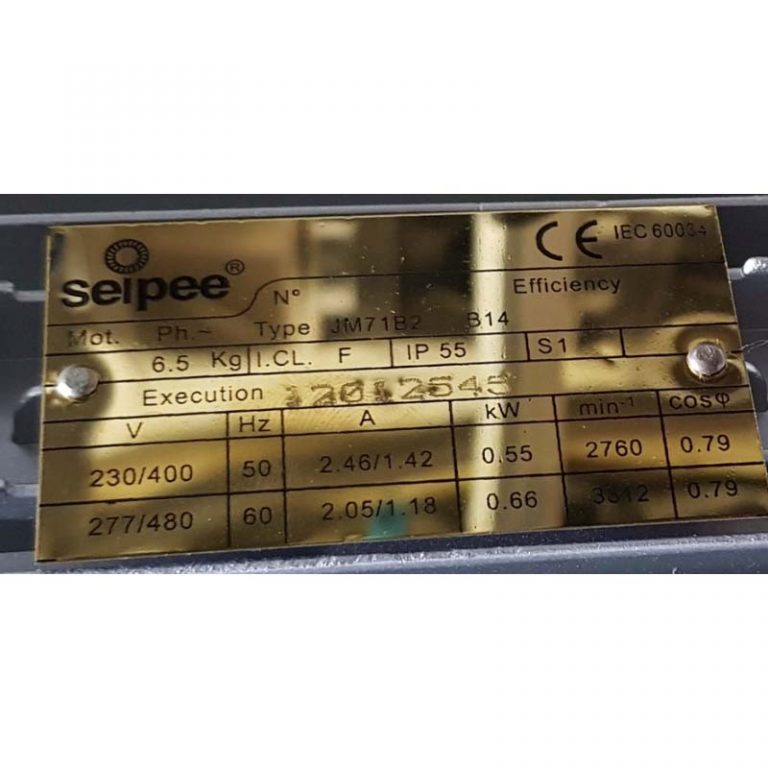 CE IEC 60034
seipee®
N° Efficiency
Mot. Ph.~ Type JM71B2 B14
6.5 Kg I.CL. F IP 55 S1
Execution 12012545
V Hz A kW min⁻¹ cosφ
230/400 50 2.46/1.42 0.55 2760 0.79
277/480 60 2.05/1.18 0.66 3312 0.79